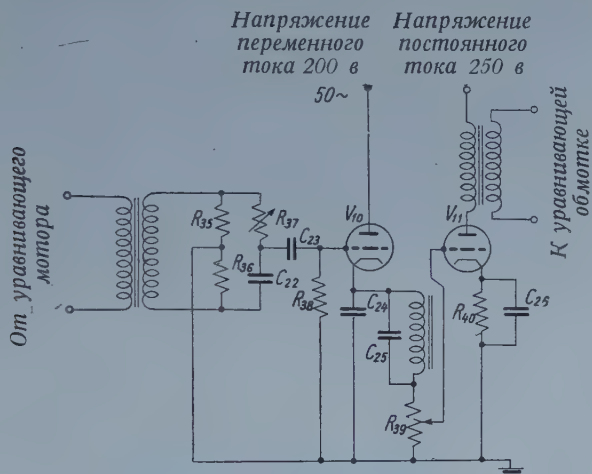 Напряжение
переменного
тока 200 в
50~
Напряжение
постоянного
тока 250 в
К уравнивающей
обмотке
От уравнивающего
мотора
V10
V11
R35
R37
R36
C23
C22
R38
C24
C25
R39
R40
C26